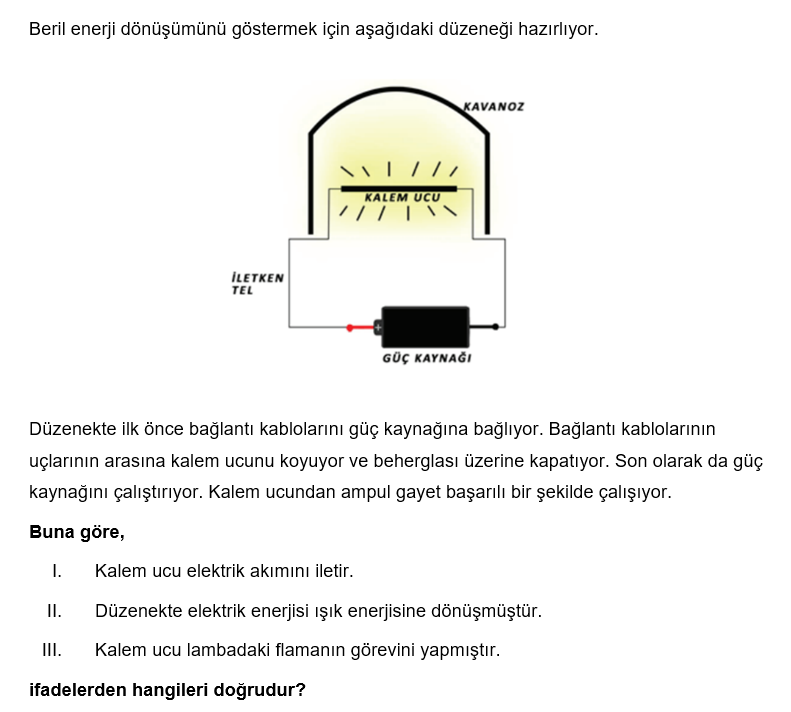 Beril enerji dönüşümünü göstermek için aşağıdaki düzeneği hazırlıyor.
KAVANOZ
KALEM UCU
İLETKEN
TEL
+
GÜÇ KAYNAĞI
Düzenekte ilk önce bağlantı kablolarını güç kaynağına bağlıyor. Bağlantı kablolarının
uçlarının arasına kalem ucunu koyuyor ve beherglası üzerine kapatıyor. Son olarak da güç
kaynağını çalıştırıyor. Kalem ucundan ampul gayet başarılı bir şekilde çalışıyor.
Buna göre,
I. Kalem ucu elektrik akımını iletir.
II. Düzenekte elektrik enerjisi ışık enerjisine dönüşmüştür.
III. Kalem ucu lambadaki flamanın görevini yapmıştır.
ifadelerden hangileri doğrudur?